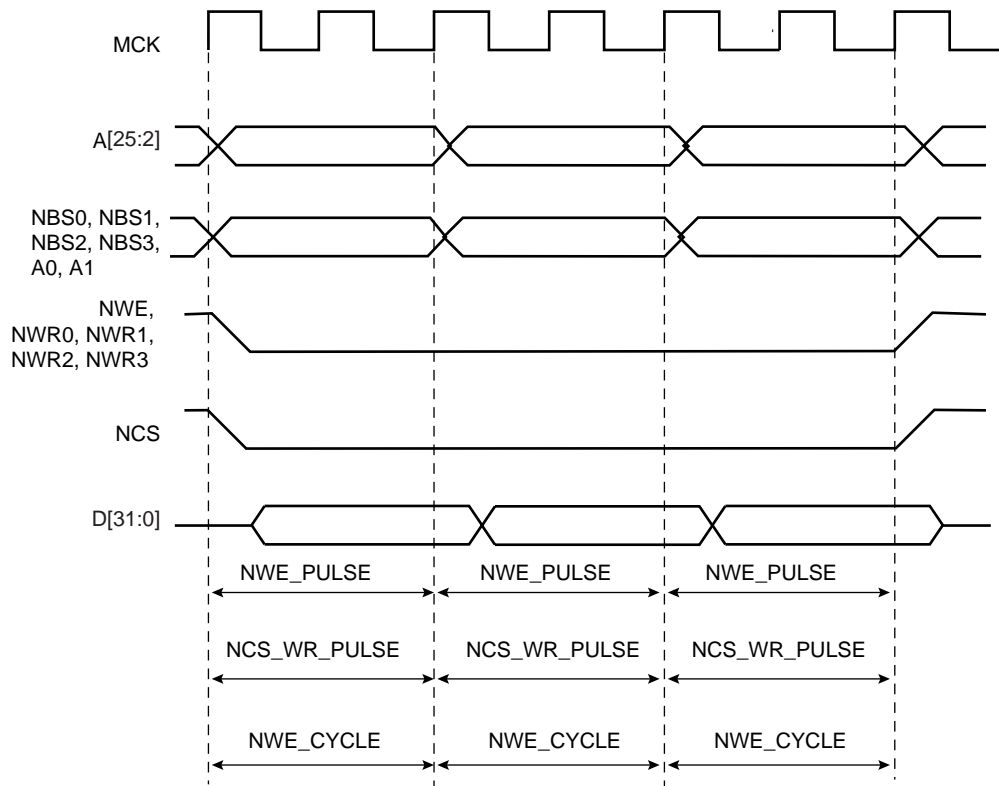 MCK
A[25:2]
NBS0, NBS1,
NBS2, NBS3,
A0, A1
NWE,
NWR0, NWR1,
NWR2, NWR3
NCS
D[31:0]
NWE_PULSE NWE_PULSE NWE_PULSE
NCS_WR_PULSE NCS_WR_PULSE NCS_WR_PULSE
NWE_CYCLE NWE_CYCLE NWE_CYCLE